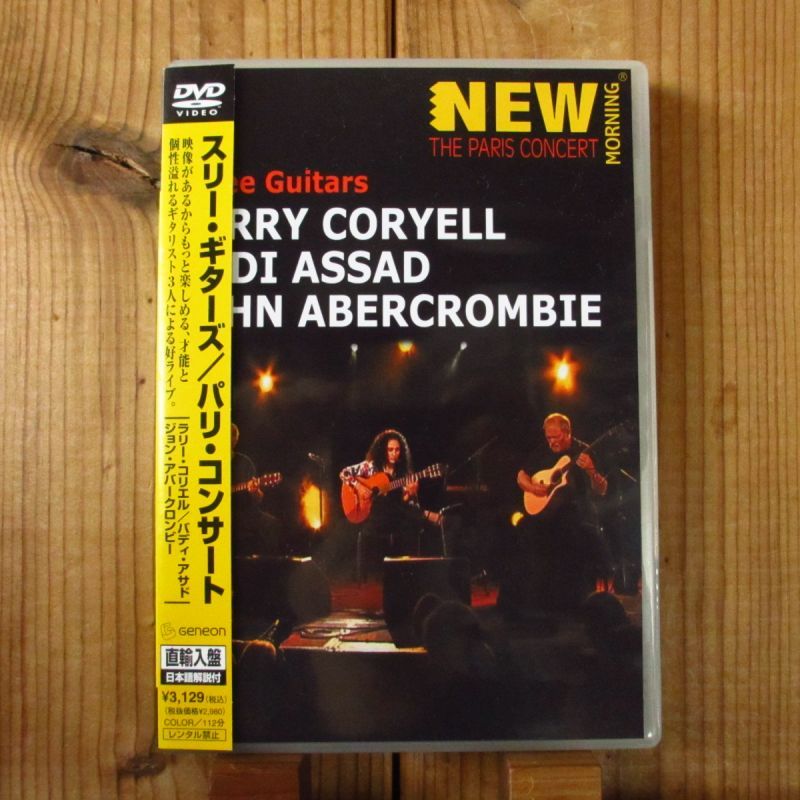 DVD
VIDEO
スリー・ギターズ／パリ・コンサート
映像があるからもっと楽しめる、才能と
個性溢れるギタリスト3人による好ライブ。
ラリー・コリエル／バディ・アサド
ジョン・アバークロンビー
Geneon
直輸入盤
日本語解説付
¥3,129(税込)
(税抜価格¥2,980)
COLOR／112分
レンタル禁止
NEW
MORNING®
THE PARIS CONCERT
ee Guitars
RRY CORYELL
DI ASSAD
HN ABERCROMBIE